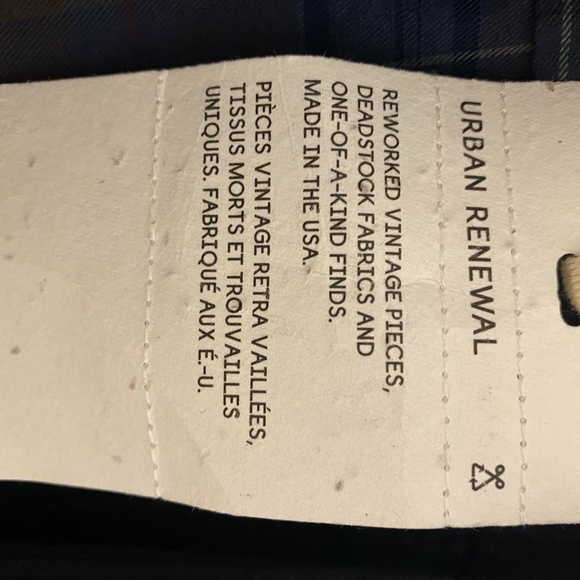 URBAN RENEWAL
REWORKED VINTAGE PIECES,
DEADSTOCK FABRICS AND
ONE-OF-A-KIND FINDS.
MADE IN THE USA.
PIÈCES VINTAGE RETRA VAILLÉES,
TISSUS MORTS ET TROUVAILLES
UNIQUES. FABRIQUÉ AUX É.-U.